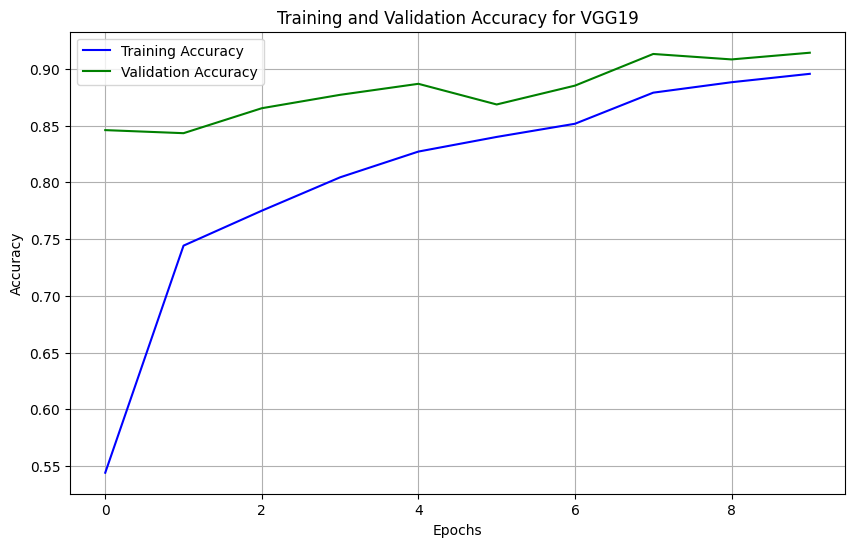 Training and Validation Accuracy for VGG19
Training Accuracy
Validation Accuracy
Accuracy
0.90
0.85
0.80
0.75
0.70
0.65
0.60
0.55
0 2 4 6 8
Epochs